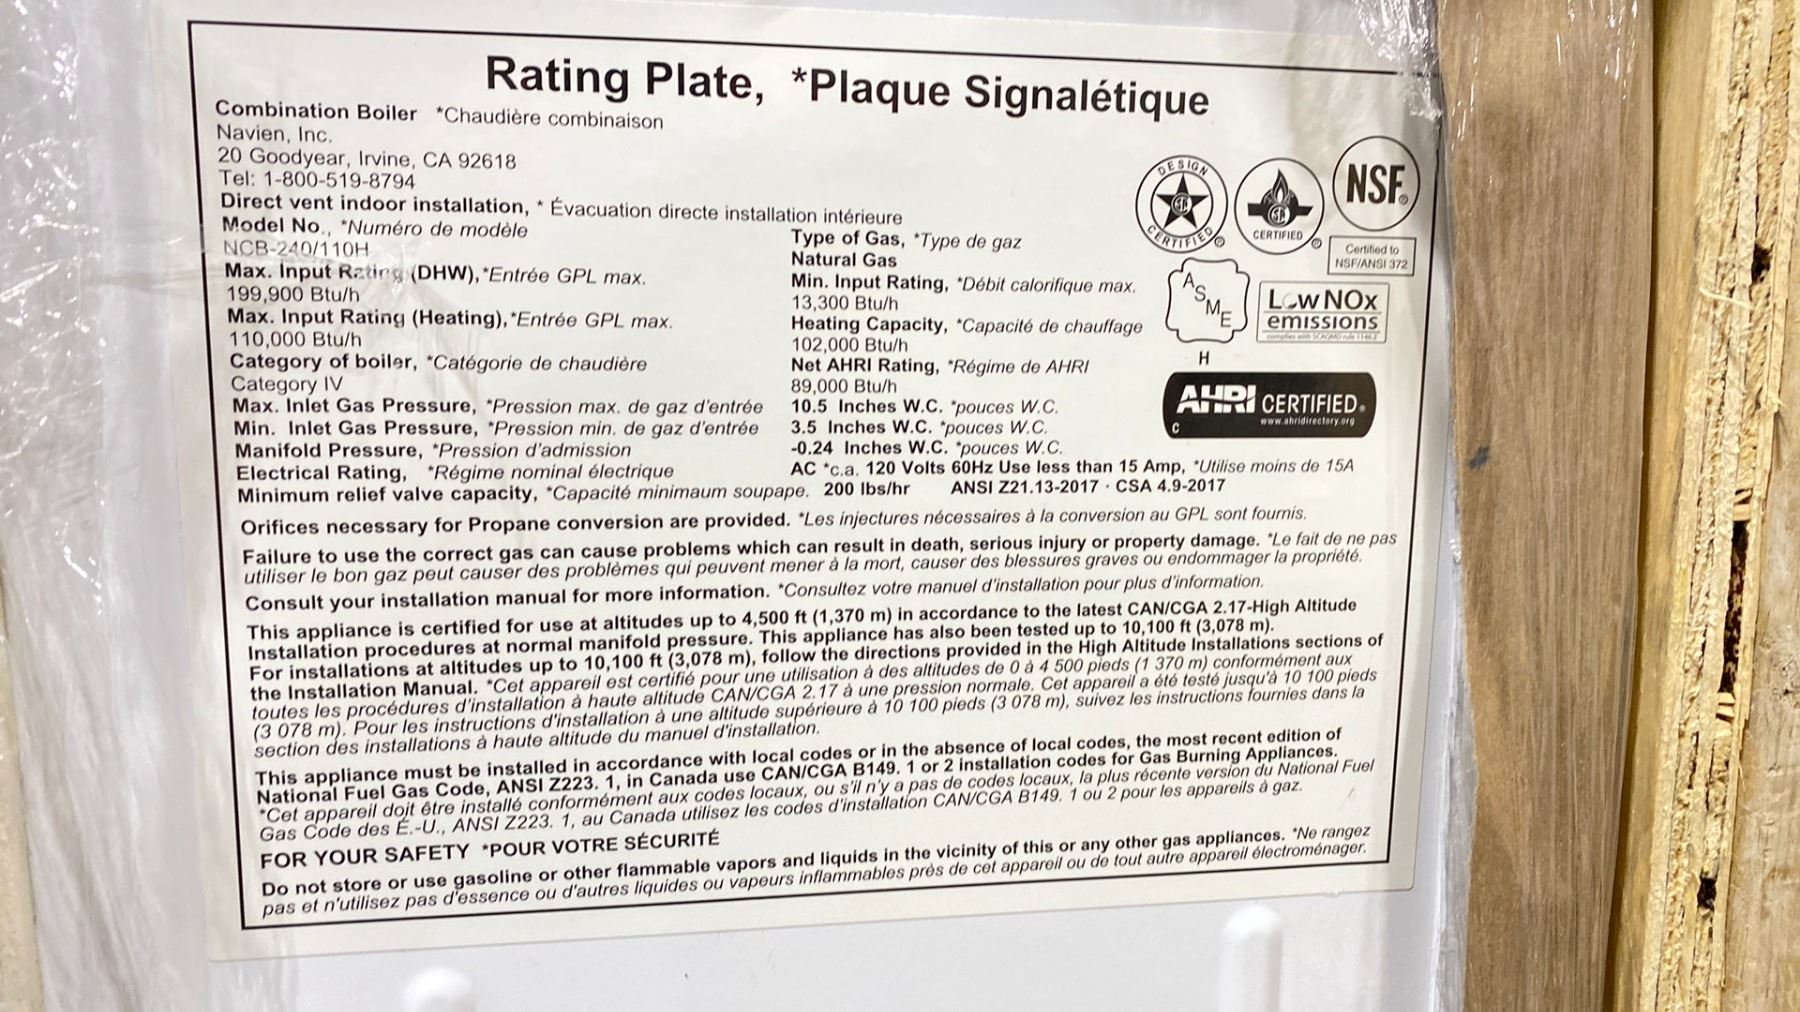 Rating Plate, *Plaque Signalétique
Combination Boiler *Chaudière combinaison
Navien, Inc.
20 Goodyear, Irvine, CA 92618
Tel: 1-800-519-8794
Direct vent indoor installation, * Évacuation directe installation intérieure
Model No., *Numéro de modèle
NCB-240/110H
Max. Input Rating (DHW),*Entrée GPL max.
199,900 Btu/h
Max. Input Rating (Heating),*Entrée GPL max.
110,000 Btu/h
Category of boiler, *Catégorie de chaudière
Category IV
Type of Gas, *Type de gaz
Natural Gas
Min. Input Rating, *Débit calorifique max.
13,300 Btu/h
Heating Capacity, *Capacité de chauffage
102,000 Btu/h
Net AHRI Rating, *Régime de AHRI
89,000 Btu/h
Max. Inlet Gas Pressure, *Pression max. de gaz d'entrée 10.5 Inches W.C. *pouces W.C.
Min. Inlet Gas Pressure, *Pression min. de gaz d'entrée 3.5 Inches W.C. *pouces W.C.
Manifold Pressure, *Pression d'admission -0.24 Inches W.C. *pouces W.C.
Electrical Rating, *Régime nominal électrique AC *c.a. 120 Volts 60Hz Use less than 15 Amp, *Utilise moins de 15A
Minimum relief valve capacity, *Capacité minimaum soupape. 200 lbs/hr ANSI Z21.13-2017 · CSA 4.9-2017
DESIGN
CERTIFIED
CERTIFIED
NSF®
Certified to
NSF/ANSI 372
ASME
H
Low NOx
emissions
AHRI CERTIFIED®
www.ahridirectory.org
C
Orifices necessary for Propane conversion are provided. *Les injectures nécessaires à la conversion au GPL sont fournis.
Failure to use the correct gas can cause problems which can result in death, serious injury or property damage. *Le fait de ne pas
utiliser le bon gaz peut causer des problèmes qui peuvent mener à la mort, causer des blessures graves ou endommager la propriété.
Consult your installation manual for more information. *Consultez votre manuel d'installation pour plus d'information.
This appliance is certified for use at altitudes up to 4,500 ft (1,370 m) in accordance to the latest CAN/CGA 2.17-High Altitude
Installation procedures at normal manifold pressure. This appliance has also been tested up to 10,100 ft (3,078 m).
For installations at altitudes up to 10,100 ft (3,078 m), follow the directions provided in the High Altitude Installations sections of
the Installation Manual. *Cet appareil est certifié pour une utilisation à des altitudes de 0 à 4 500 pieds (1 370 m) conformément aux
toutes les procédures d'installation à haute altitude CAN/CGA 2.17 à une pression normale. Cet appareil a été testé jusqu'à 10 100 pieds
(3 078 m). Pour les instructions d'installation à une altitude supérieure à 10 100 pieds (3 078 m), suivez les instructions fournies dans la
section des installations à haute altitude du manuel d'installation.
This appliance must be installed in accordance with local codes or in the absence of local codes, the most recent edition of
National Fuel Gas Code, ANSI Z223. 1, in Canada use CAN/CGA B149. 1 or 2 installation codes for Gas Burning Appliances.
*Cet appareil dojt être installé conformément aux codes locaux, ou s'il n'y a pas de codes locaux, la plus récente version du National Fuel
Gas Code des É.-U., ANSI Z223. 1, au Canada utilisez les codes d'installation CAN/CGA B149. 1 ou 2 pour les appareils à gaz.
FOR YOUR SAFETY *POUR VOTRE SÉCURITÉ
Do not store or use gasoline or other flammable vapors and liquids in the vicinity of this or any other gas appliances. *Ne rangez
pas et n'utilisez pas d'essence ou d'autres liquides ou vapeurs inflammables près de cet appareil ou de tout autre appareil électroménager.